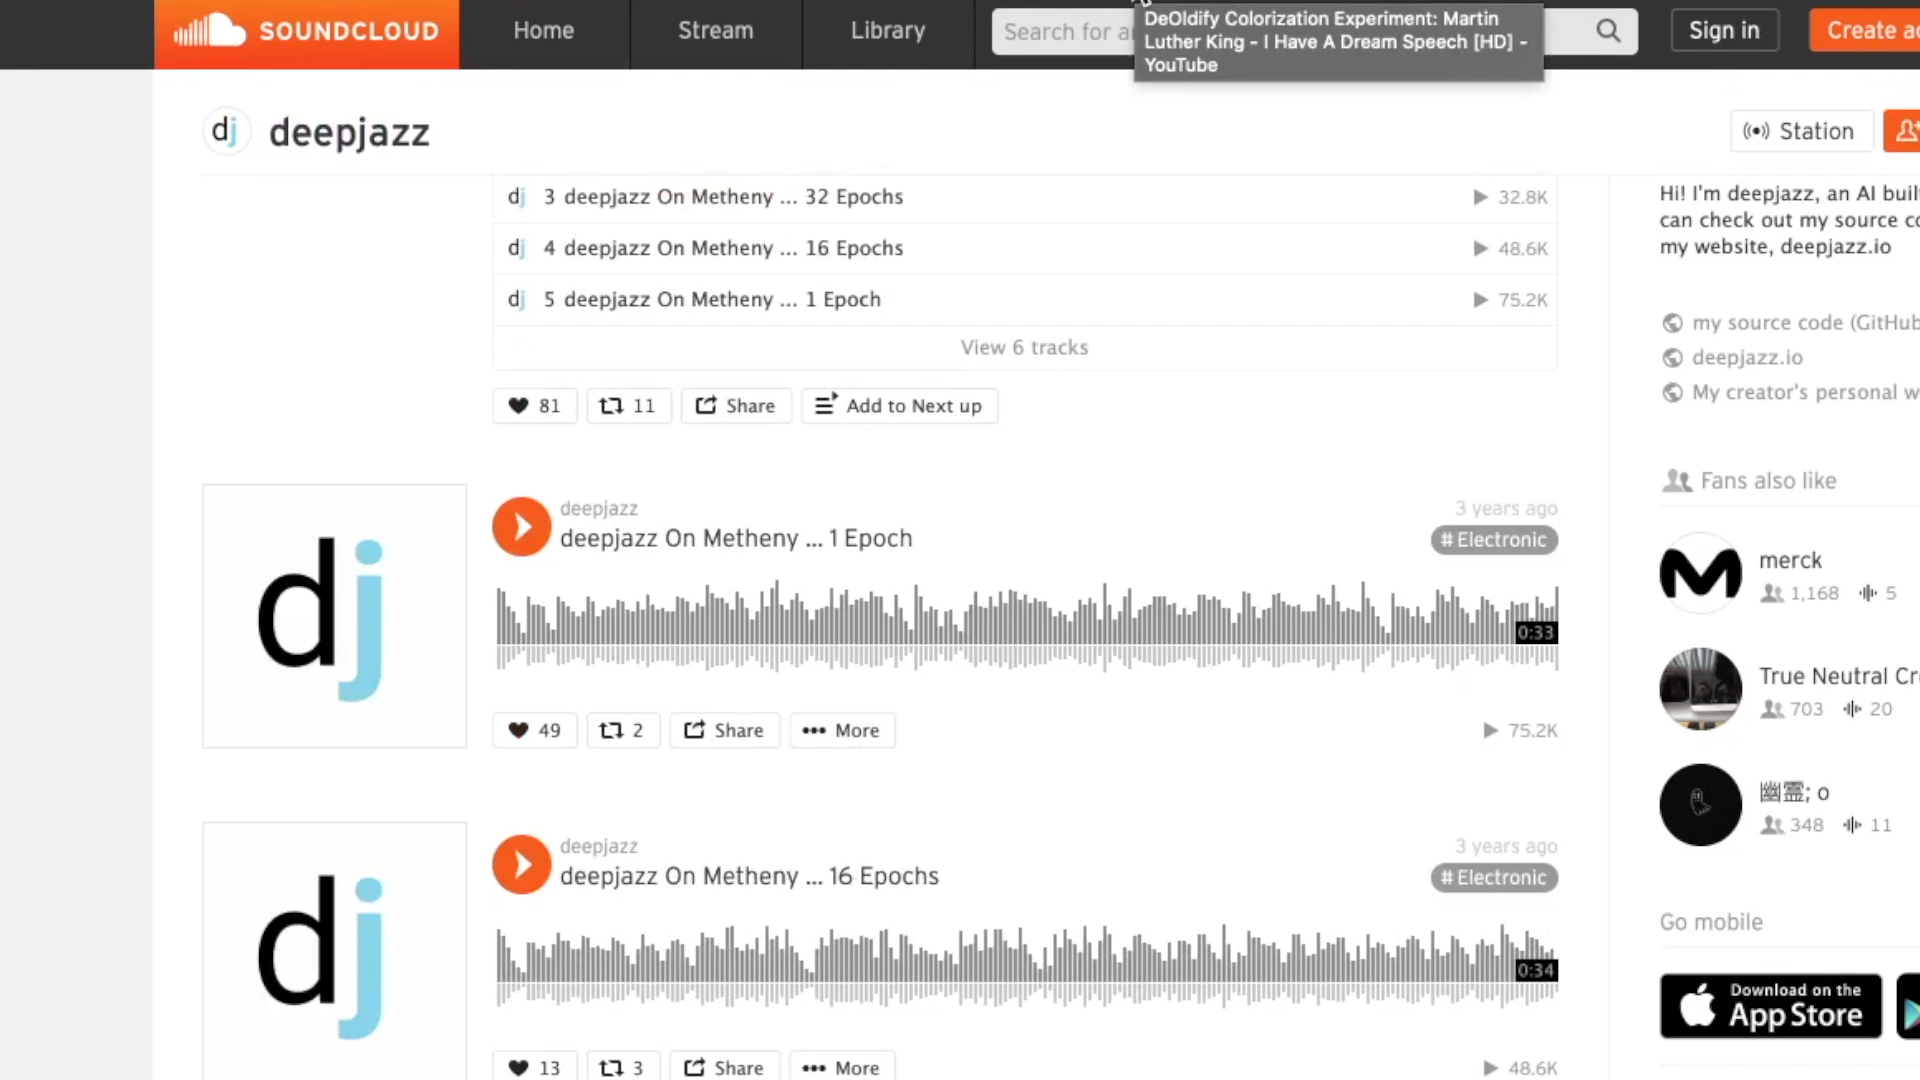 SOUNDCLOUD
Home
Stream
Library
Search for a
DeOldify Colorization Experiment: Martin
Luther King - I Have A Dream Speech [HD] -
YouTube
Sign in
Create ac
dj deepjazz
Station
dj 3 deepjazz On Metheny ... 32 Epochs 32.8K
dj 4 deepjazz On Metheny ... 16 Epochs 48.6K
dj 5 deepjazz On Metheny ... 1 Epoch 75.2K
View 6 tracks
81 11 Share Add to Next up
dj
deepjazz 3 years ago
deepjazz On Metheny ... 1 Epoch # Electronic
0:33
49 2 Share More 75.2K
dj
deepjazz 3 years ago
deepjazz On Metheny ... 16 Epochs # Electronic
0:34
13 3 Share More 48.6K
Hi! I'm deepjazz, an AI buil
can check out my source co
my website, deepjazz.io
my source code (GitHub
deepjazz.io
My creator's personal w
Fans also like
merck
1,168 5
True Neutral Cr
703 20
幽霊; o
348 11
Go mobile
Download on the
App Store